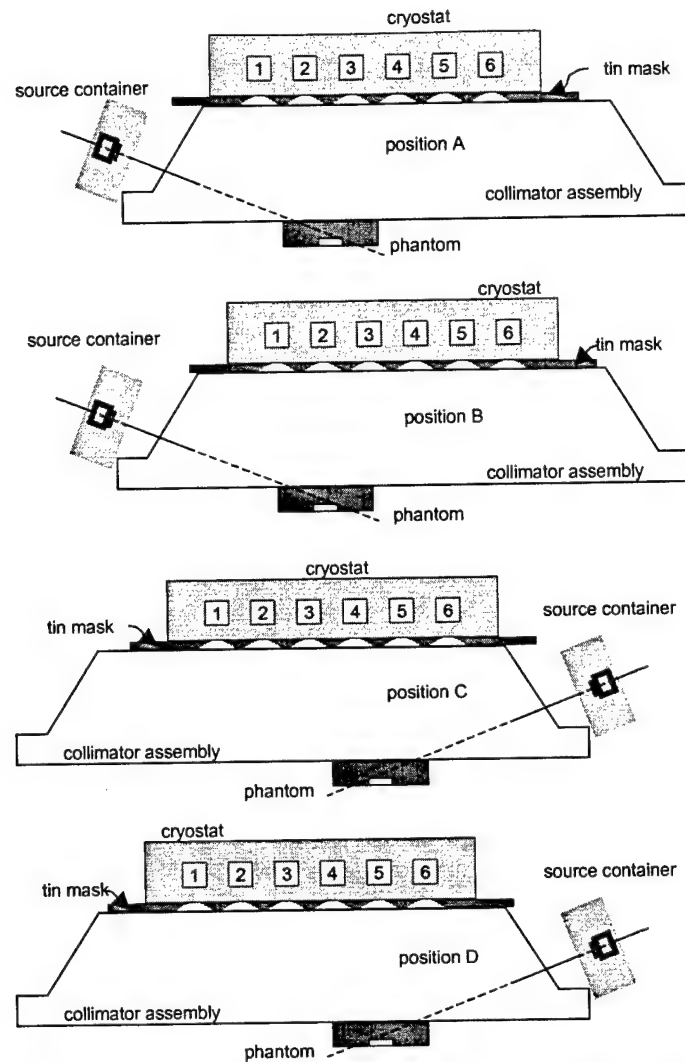 cryostat
1 2 3 4 5 6
tin mask
source container
position A
collimator assembly
phantom
cryostat
source container
1 2 3 4 5 6
tin mask
position B
collimator assembly
phantom
cryostat
1 2 3 4 5 6
source container
tin mask
position C
collimator assembly
phantom
cryostat
source container
1 2 3 4 5 6
tin mask
position D
collimator assembly
phantom